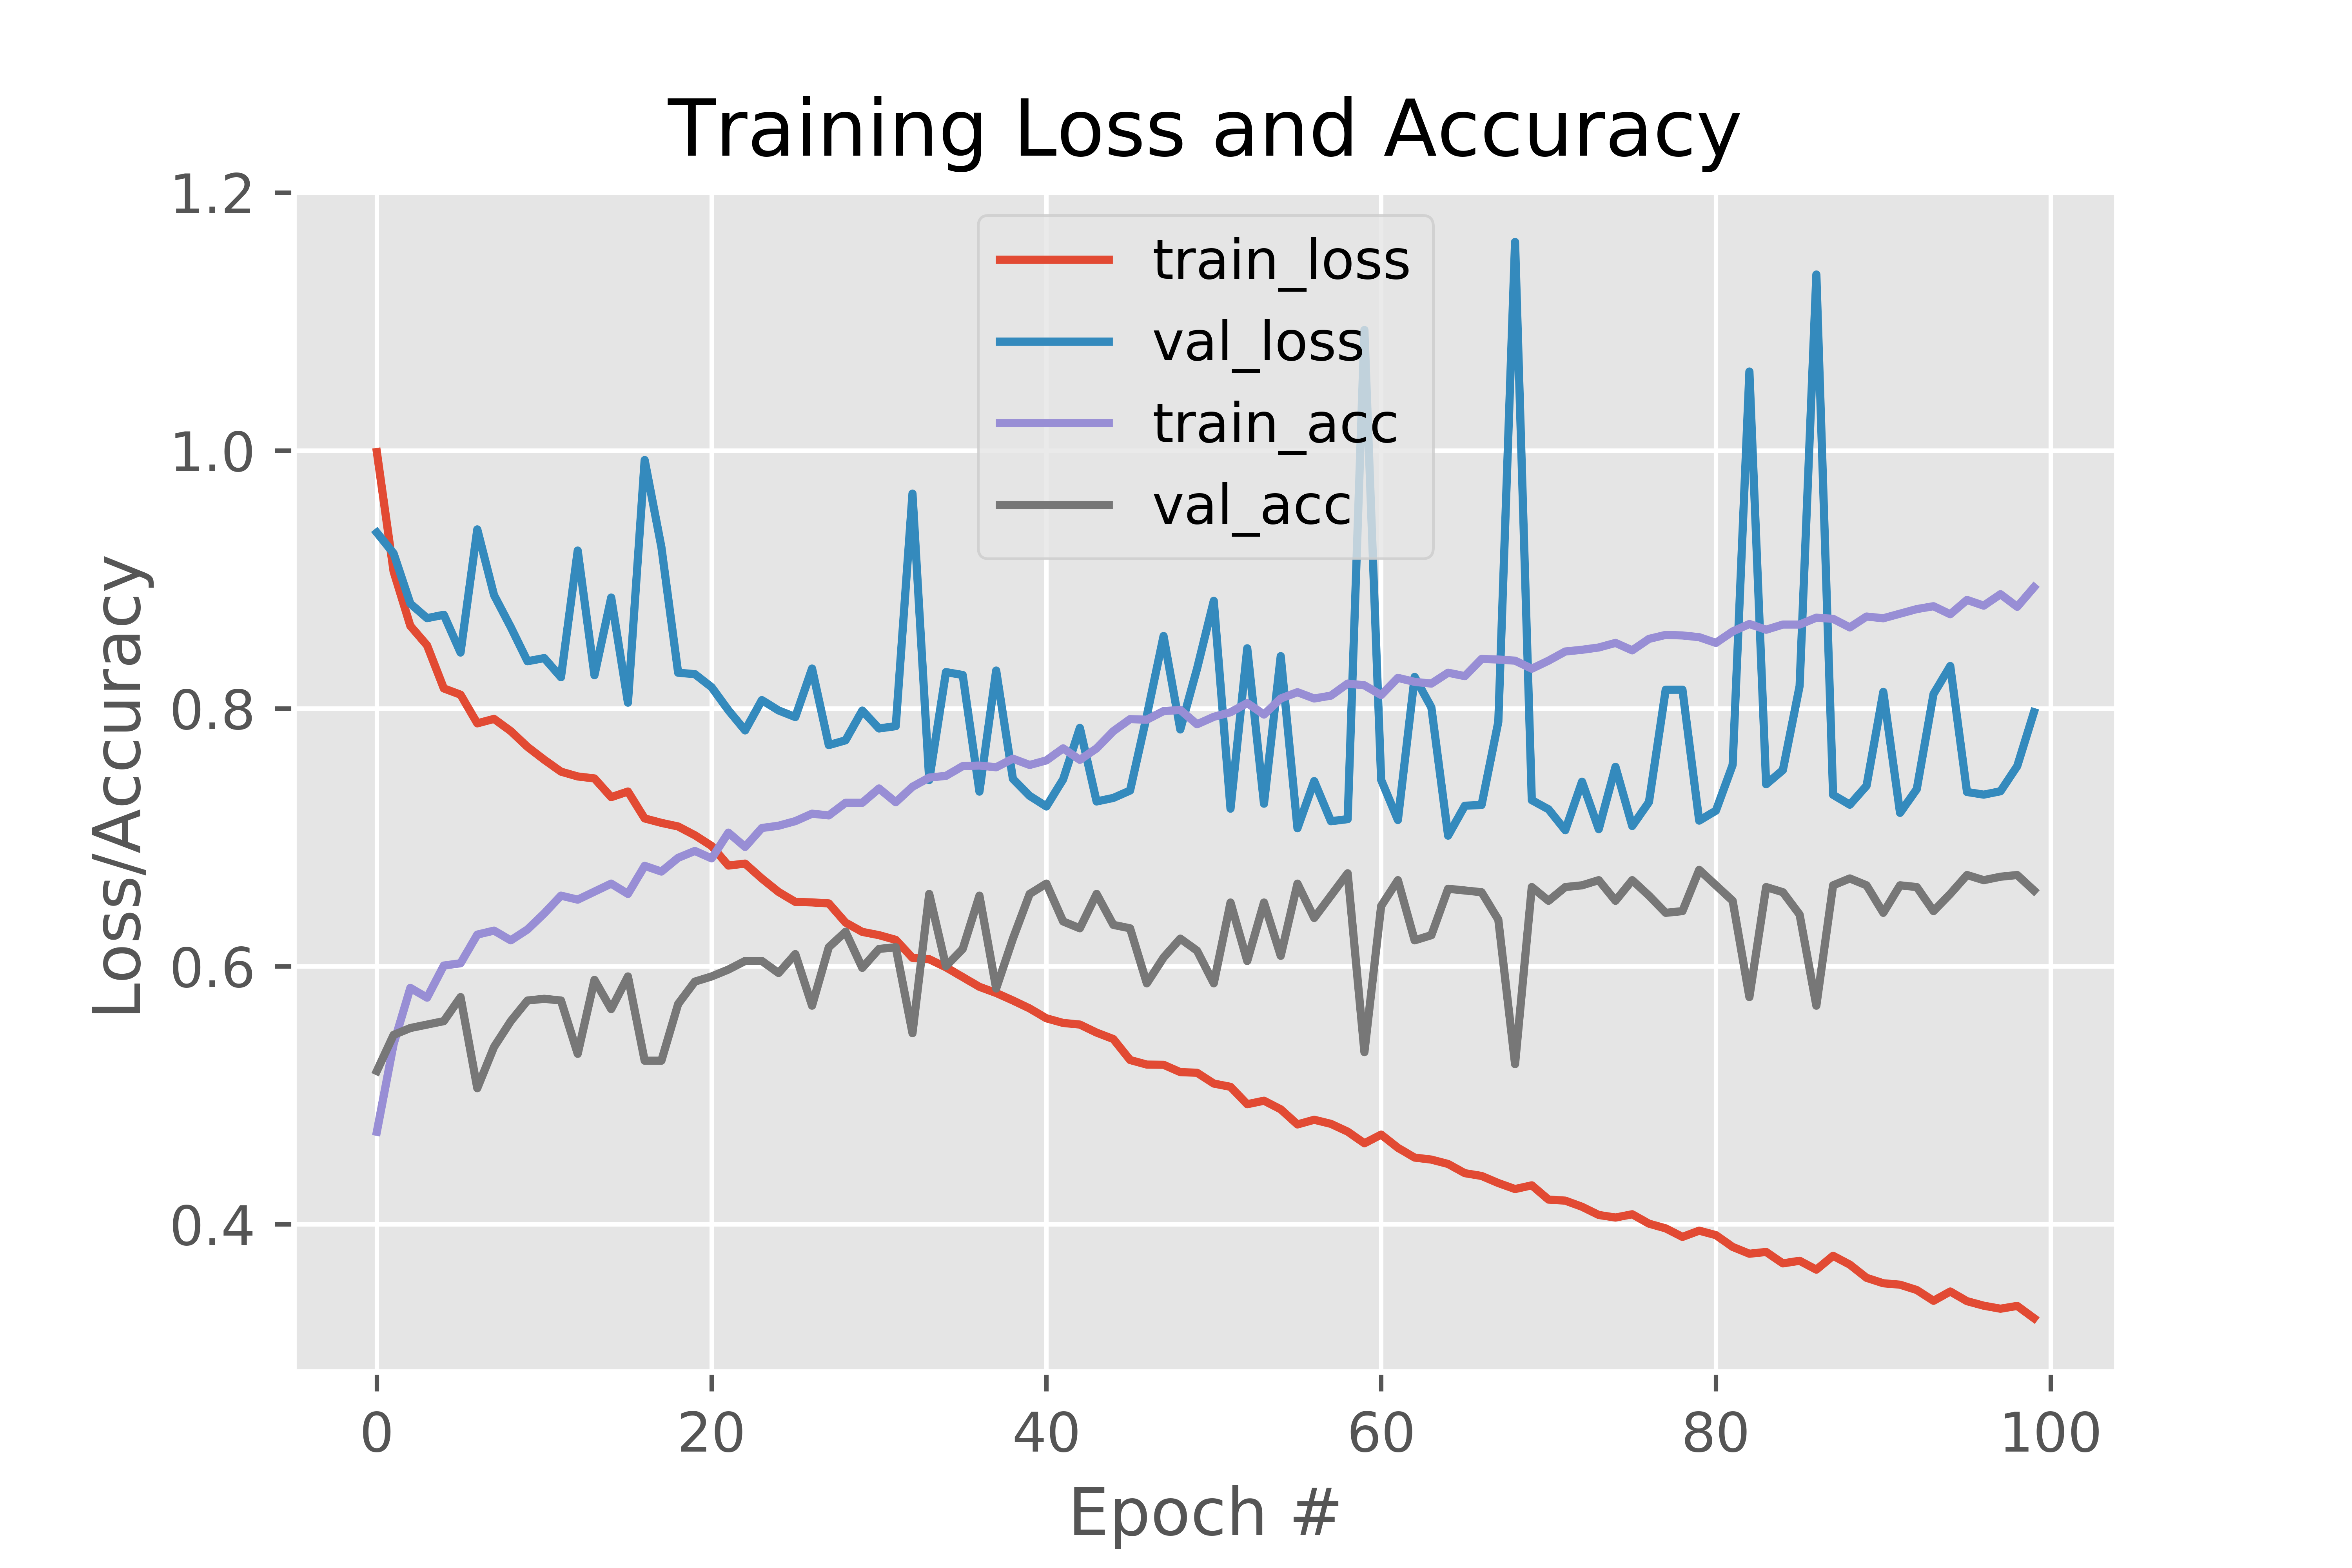 Training Loss and Accuracy
1.2
1.0
0.8
0.6
0.4
Loss/Accuracy
train_loss
val_loss
train_acc
val_acc
0 20 40 60 80 100
Epoch #